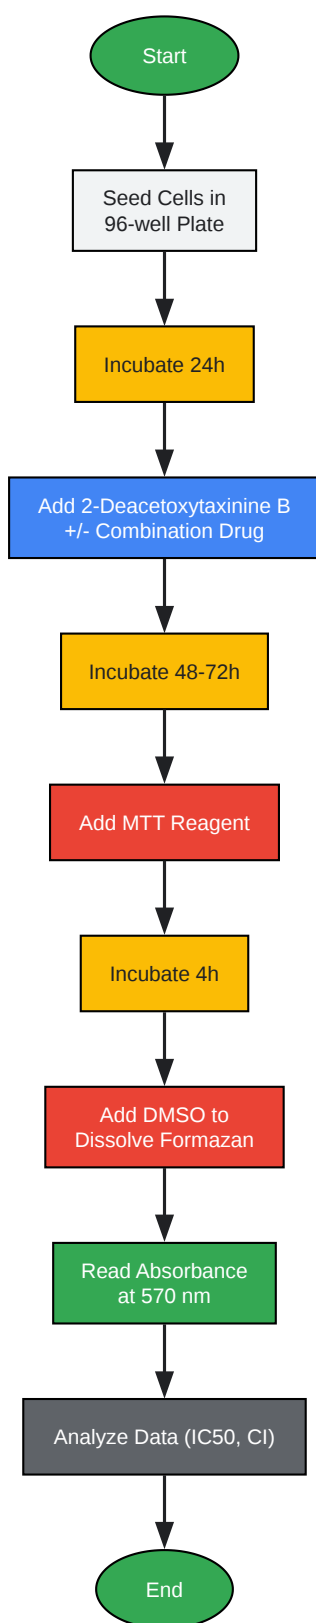 Start
Seed Cells in
96-well Plate
Incubate 24h
Add 2-Deacetoxytaxinine B
+/- Combination Drug
Incubate 48-72h
Add MTT Reagent
Incubate 4h
Add DMSO to
Dissolve Formazan
Read Absorbance
at 570 nm
Analyze Data (IC50, CI)
End